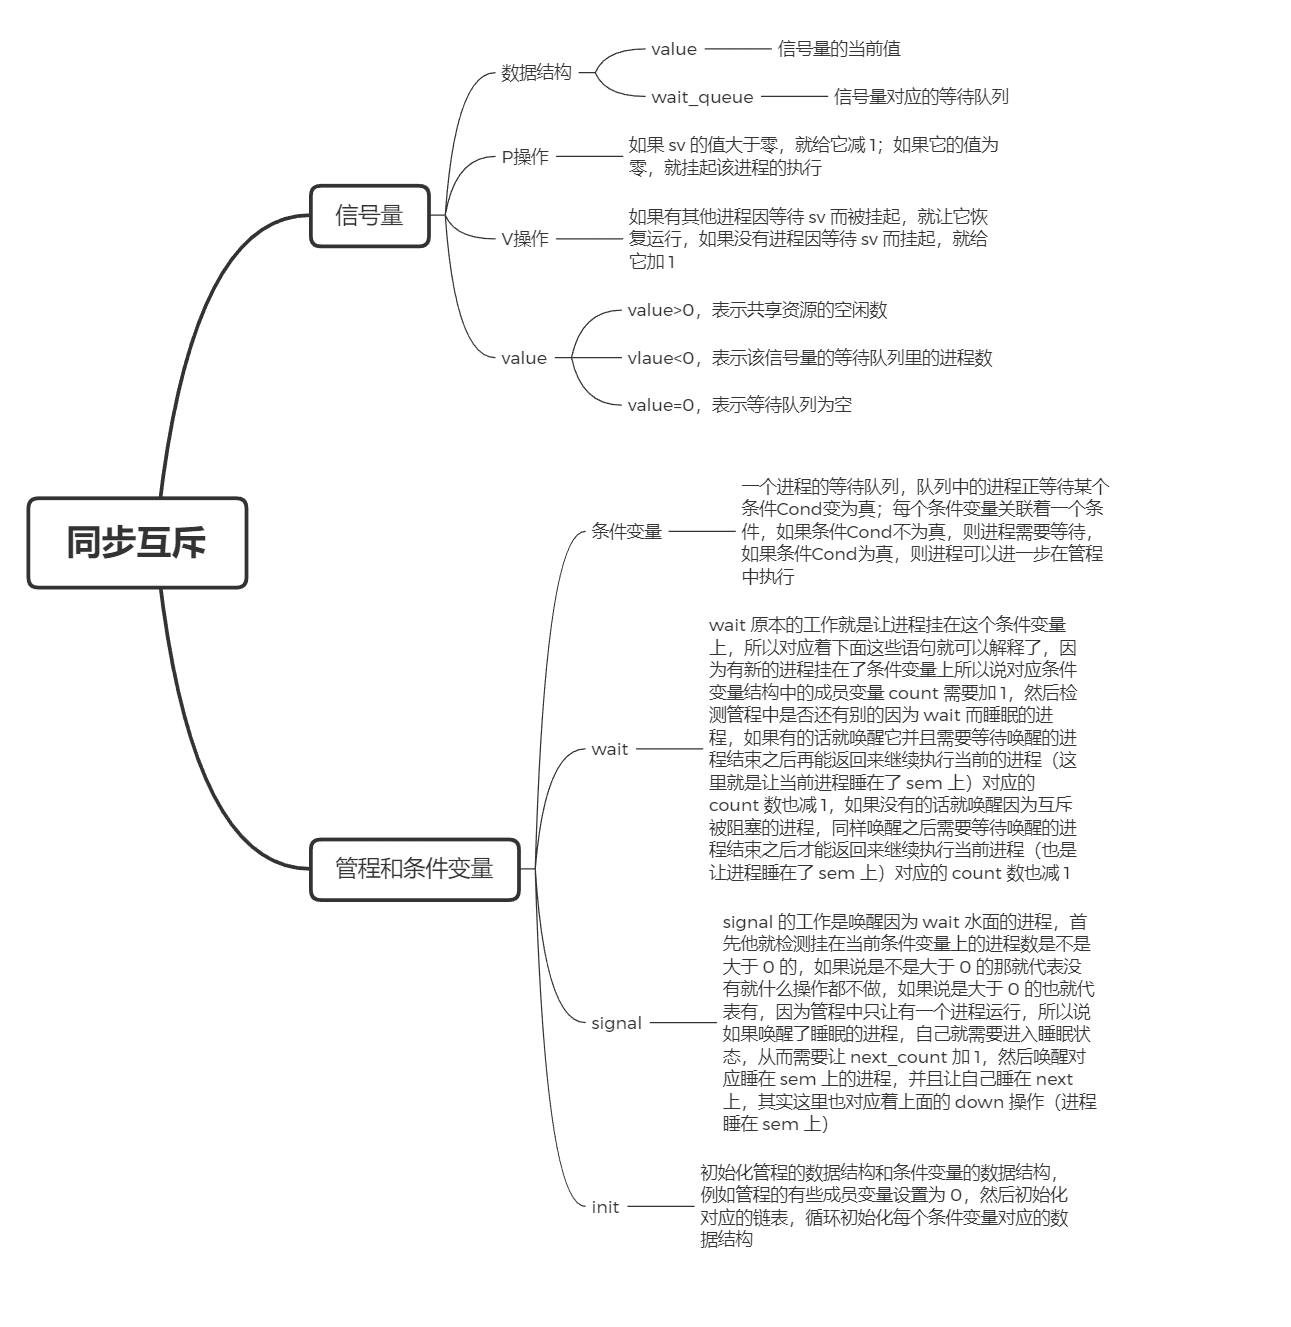 同步互斥
信号量
数据结构
value
信号量的当前值
wait_queue
信号量对应的等待队列
P操作
如果 sv 的值大于零，就给它减1；如果它的值为
零，就挂起该进程的执行
V操作
如果有其他进程因等待 sv 而被挂起，就让它恢
复运行，如果没有进程因等待 sv 而挂起，就给
它加1
value
value>0，表示共享资源的空闲数
vlaue<0，表示该信号量的等待队列里的进程数
value=0，表示等待队列为空
管程和条件变量
条件变量
一个进程的等待队列，队列中的进程正等待某个
条件Cond变为真；每个条件变量关联着一个条
件，如果条件Cond不为真，则进程需要等待，
如果条件Cond为真，则进程可以进一步在管程
中执行
wait
wait 原本的工作就是让进程挂在这个条件变量
上，所以对应着下面这些语句就可以解释了，因
为有新的进程挂在了条件变量上所以说对应条件
变量结构中的成员变量 count 需要加1，然后检
测管程中是否还有别的因为 wait 而睡眠的进
程，如果有的话就唤醒它并且需要等待唤醒的进
程结束之后再能返回来继续执行当前的进程（这
里就是让当前进程睡在了 sem 上）对应的
count 数也减1，如果没有的话就唤醒因为互斥
被阻塞的进程，同样唤醒之后需要等待唤醒的进
程结束之后才能返回来继续执行当前进程（也是
让进程睡在了 sem 上）对应的 count 数也减1
signal
signal 的工作是唤醒因为 wait 水面的进程，首
先他就检测挂在当前条件变量上的进程数是不是
大于 0 的，如果说是不是大于 0 的那就代表没
有就什么操作都不做，如果说是大于 0 的也就代
表有，因为管程中只让有一个进程运行，所以说
如果唤醒了睡眠的进程，自己就需要进入睡眠状
态，从而需要让 next_count 加1，然后唤醒对
应睡在 sem 上的进程，并且让自己睡在 next
上，其实这里也对应着上面的 down 操作（进程
睡在 sem 上）
init
初始化管程的数据结构和条件变量的数据结构，
例如管程的有些成员变量设置为 0，然后初始化
对应的链表，循环初始化每个条件变量对应的数
据结构